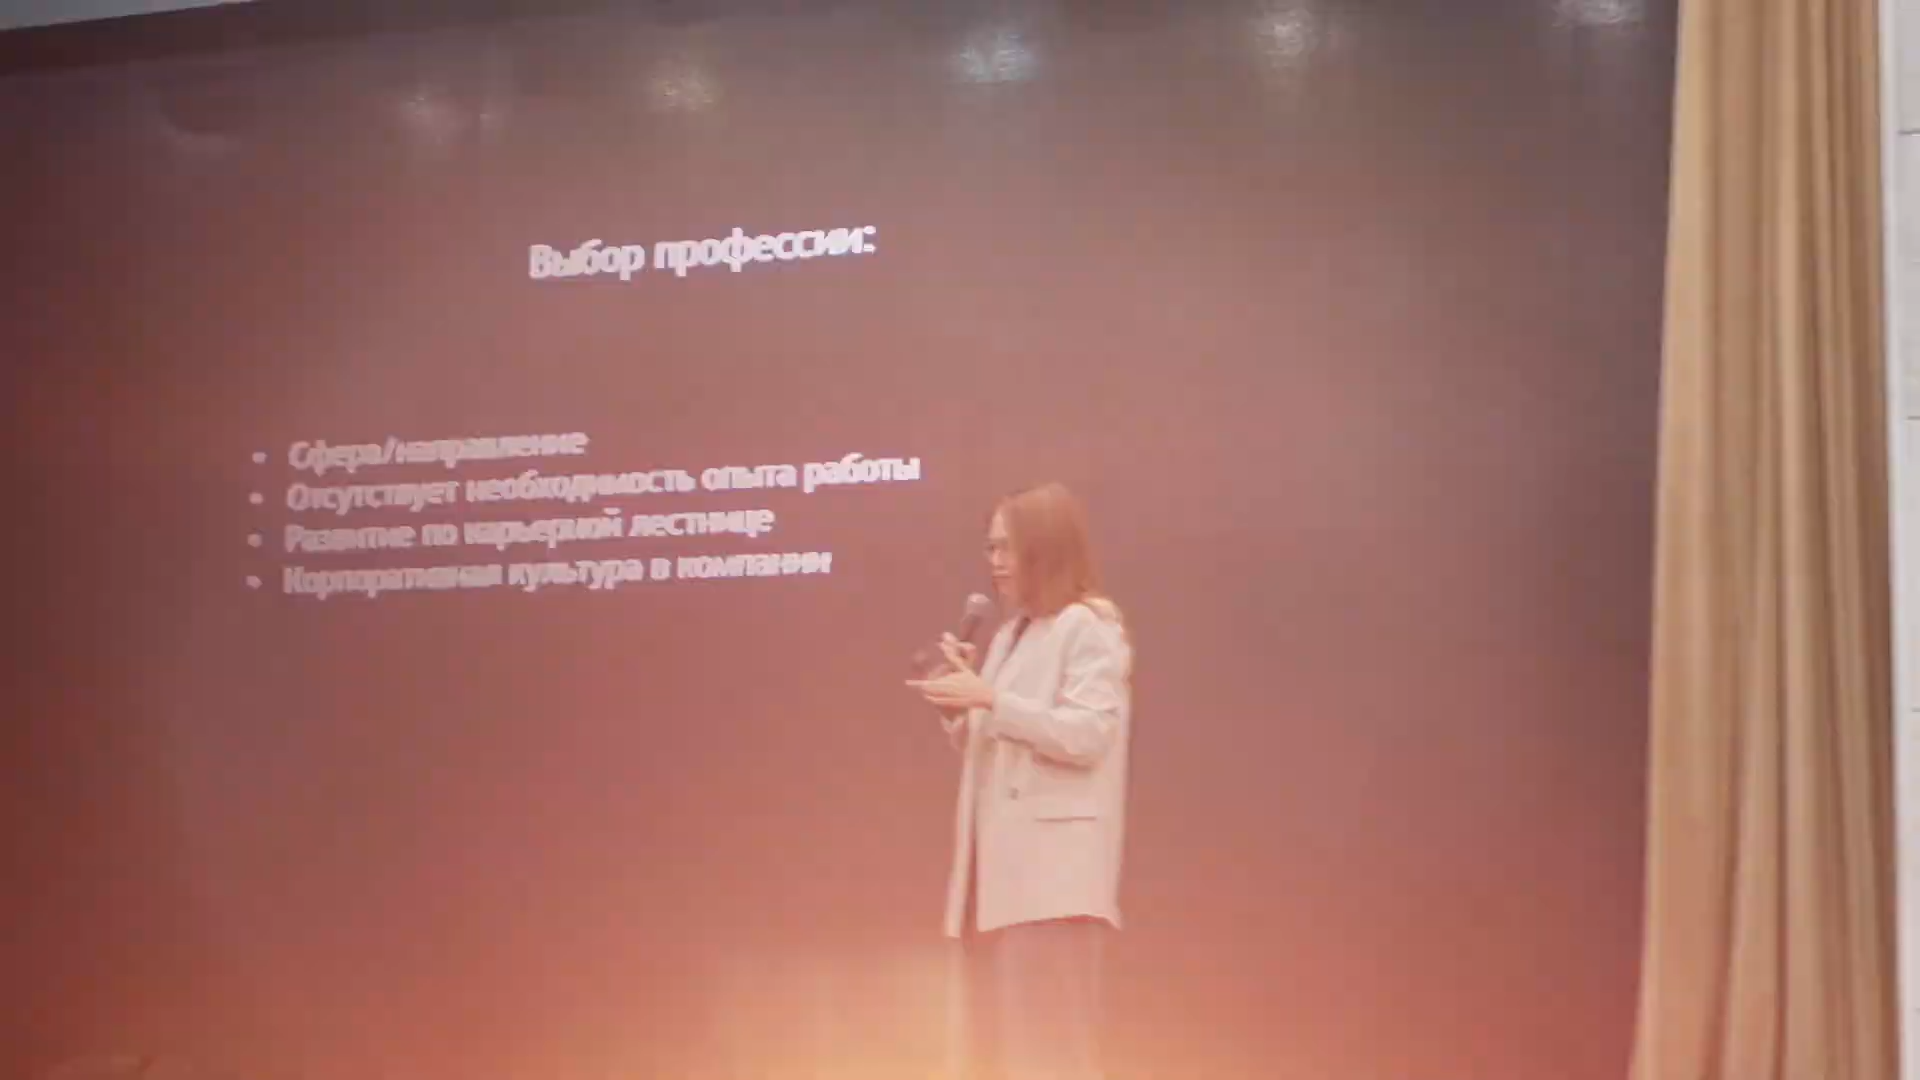 Выбор профессии:
• Сфера/направление
• Отсутствует необходимость опыта работы
• Развитие по карьерной лестнице
• Корпоративная культура в компании